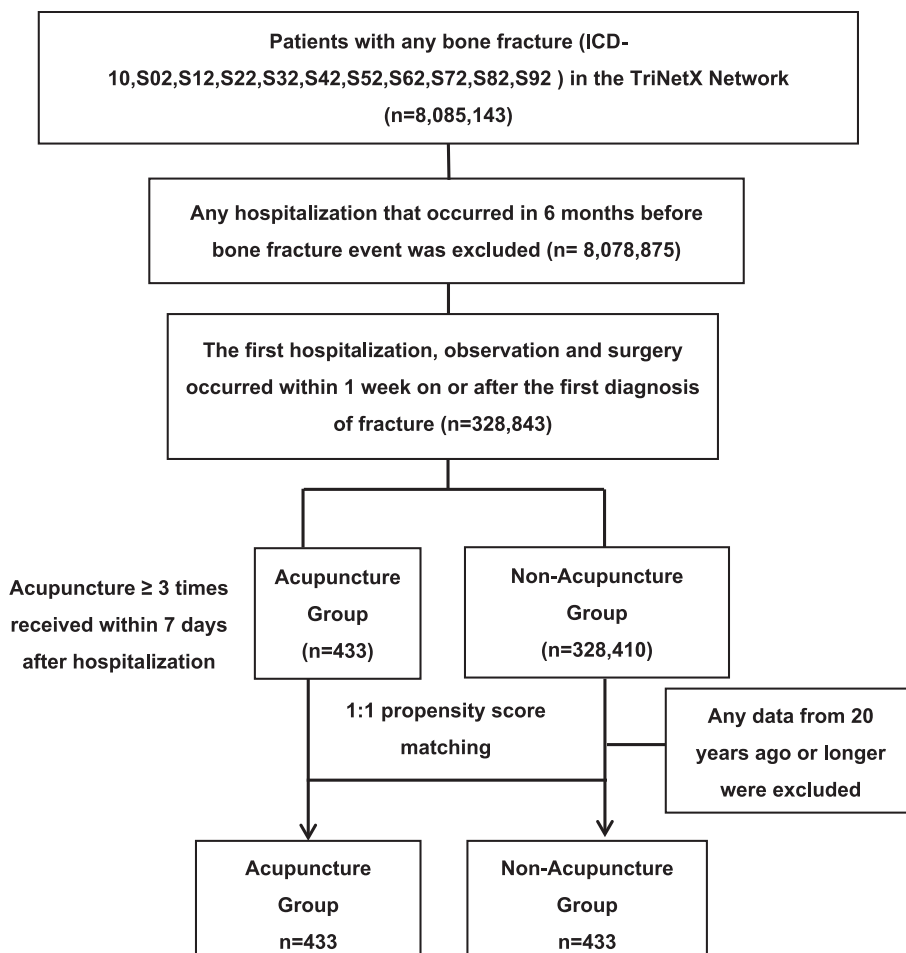 Patients with any bone fracture (ICD-
10,S02,S12,S22,S32,S42,S52,S62,S72,S82,S92 ) in the TriNetX Network
(n=8,085,143)
Any hospitalization that occurred in 6 months before
bone fracture event was excluded (n= 8,078,875)
The first hospitalization, observation and surgery
occurred within 1 week on or after the first diagnosis
of fracture (n=328,843)
Acupuncture ≥ 3 times
received within 7 days
after hospitalization
Acupuncture
Group
(n=433)
Non-Acupuncture
Group
(n=328,410)
1:1 propensity score
matching
Any data from 20
years ago or longer
were excluded
Acupuncture
Group
n=433
Non-Acupuncture
Group
n=433